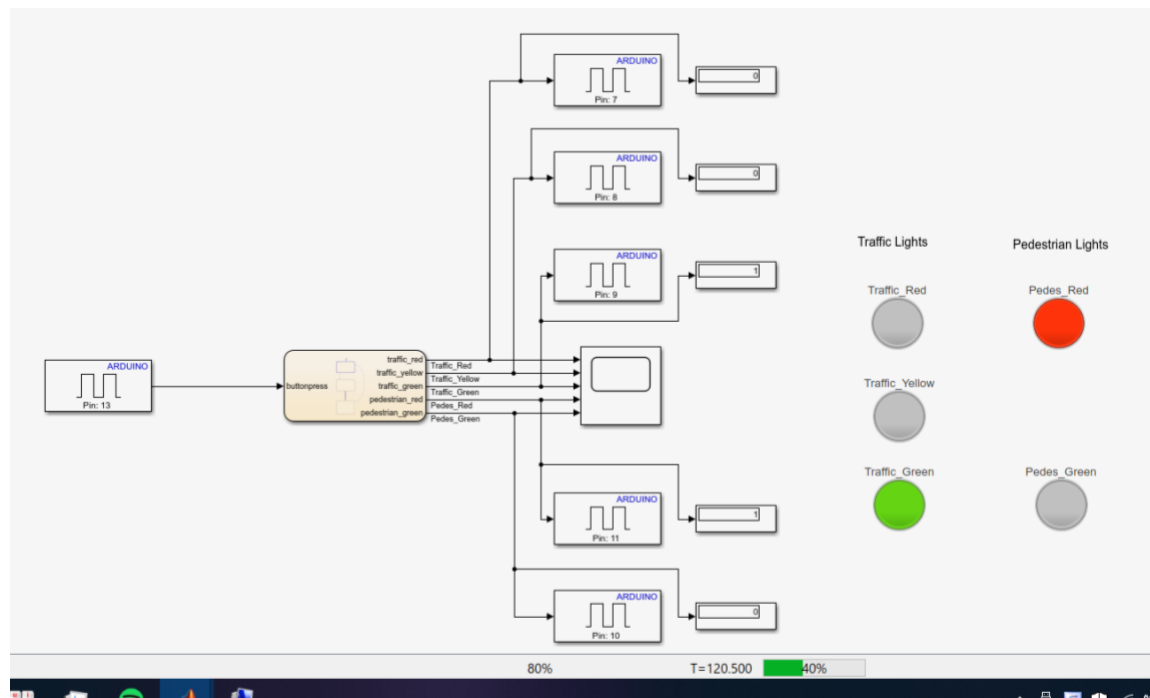 ARDUINO
Pin: 7
0
ARDUINO
Pin: 8
0
ARDUINO
Pin: 9
1
Traffic Lights
Pedestrian Lights
Traffic_Red
Pedes_Red
Traffic_Yellow
Traffic_Green
Pedes_Green
ARDUINO
Pin: 13
buttonpress
traffic_red
traffic_yellow
traffic_green
pedestrian_red
pedestrian_green
Traffic_Red
Traffic_Yellow
Traffic_Green
Pedes_Red
Pedes_Green
ARDUINO
Pin: 11
1
ARDUINO
Pin: 10
0
80%
T=120.500
40%